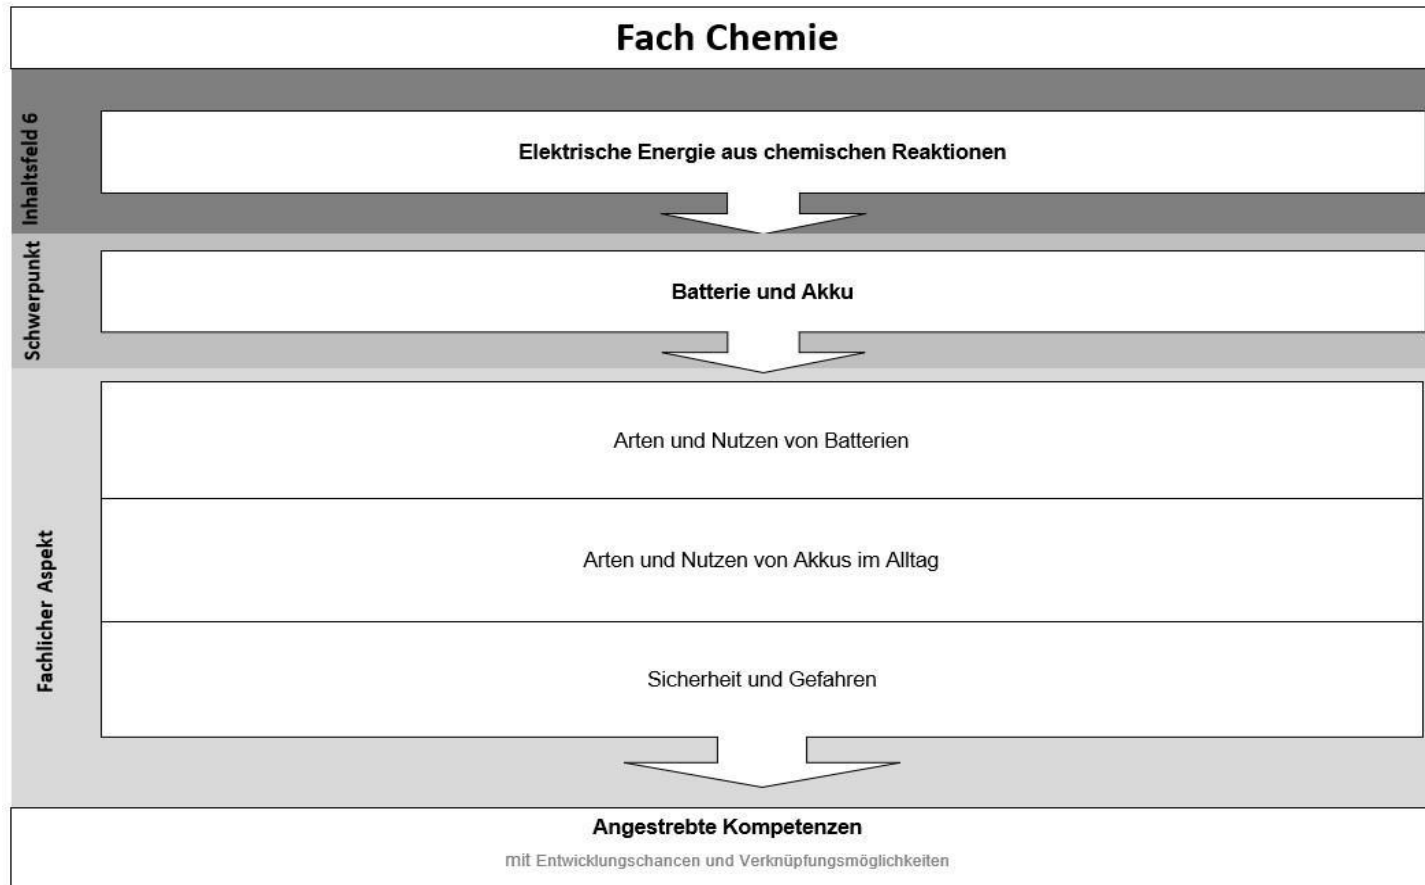 Fach Chemie
Inhaltsfeld 6
Elektrische Energie aus chemischen Reaktionen
Schwerpunkt
Batterie und Akku
Fachlicher Aspekt
Arten und Nutzen von Batterien
Arten und Nutzen von Akkus im Alltag
Sicherheit und Gefahren
Angestrebte Kompetenzen
mit Entwicklungschancen und Verknüpfungsmöglichkeiten